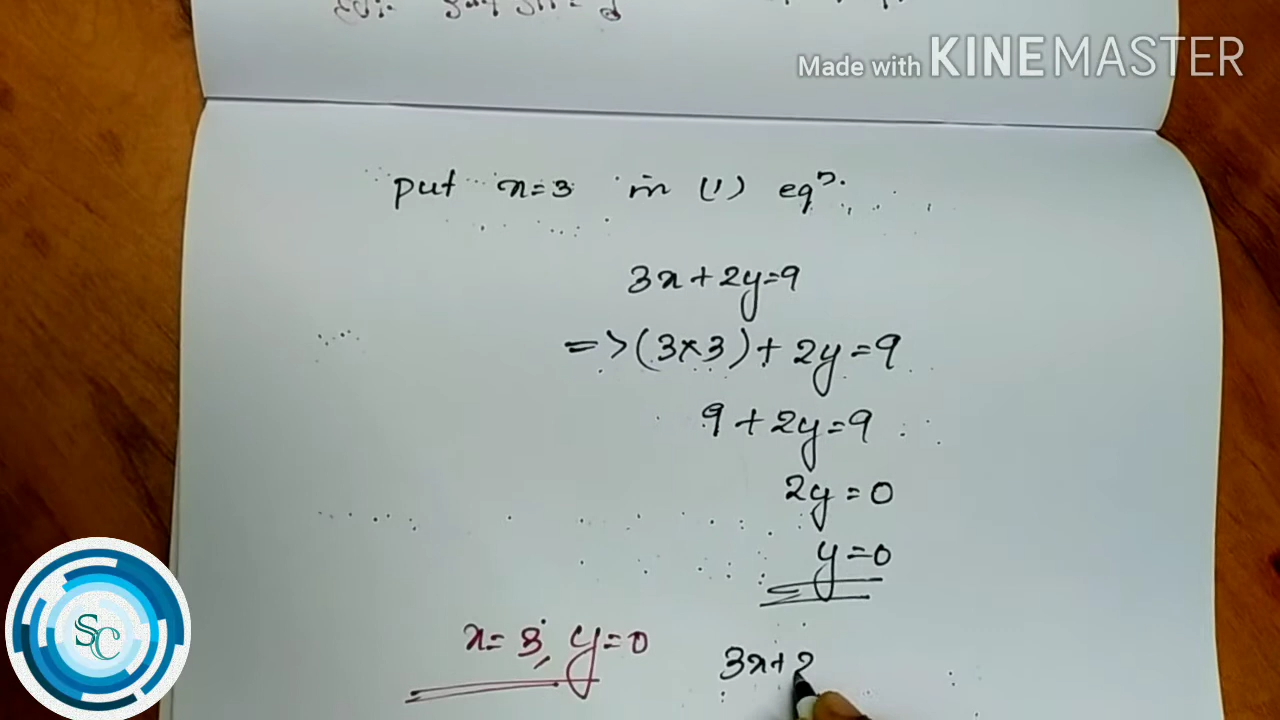 Made with KINEMASTER
put x=3 in (1) eqⁿ.
3x+2y=9
=>(3×3)+2y=9
9+2y=9
2y=0
y=0
x=3, y=0
3x+2
SC